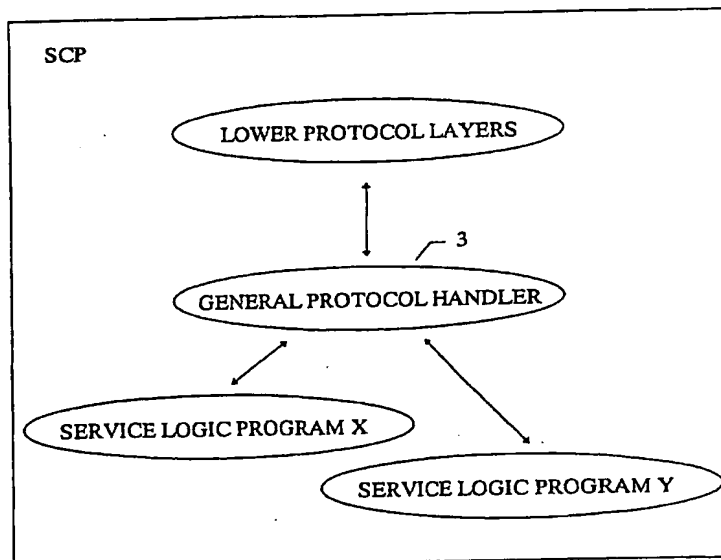 SCP
LOWER PROTOCOL LAYERS
3
GENERAL PROTOCOL HANDLER
SERVICE LOGIC PROGRAM X
SERVICE LOGIC PROGRAM Y